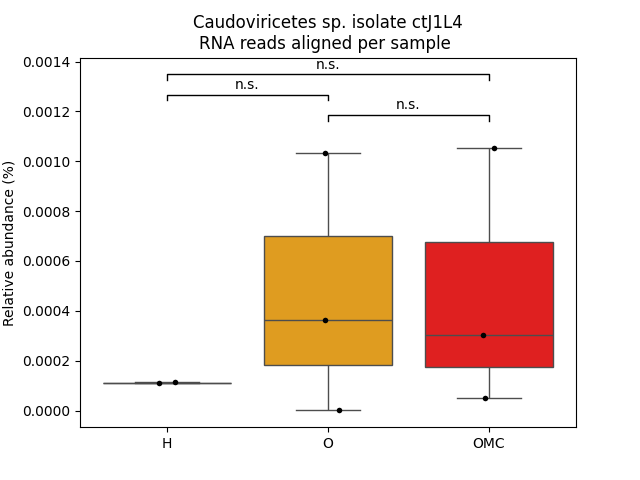 Caudoviricetes sp. isolate ctJ1L4
RNA reads aligned per sample
Relative abundance (%)
0.0014
0.0012
0.0010
0.0008
0.0006
0.0004
0.0002
0.0000
n.s.
n.s.
n.s.
H
O
OMC